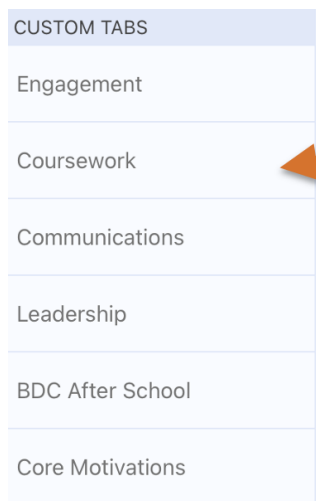 CUSTOM TABS
Engagement
Coursework
Communications
Leadership
BDC After School
Core Motivations